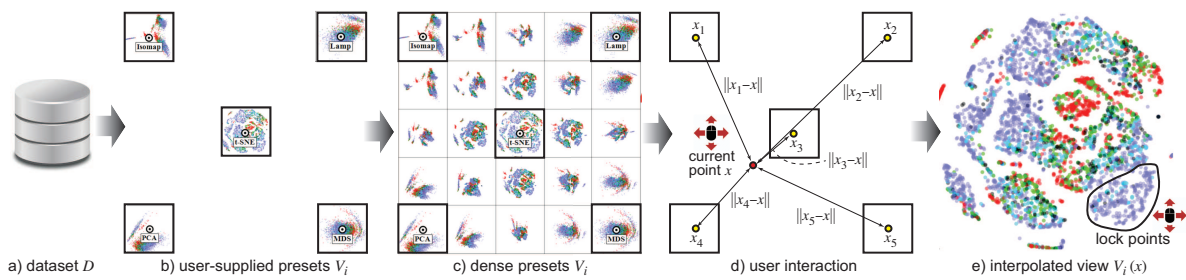 Isomap
Lamp
t-SNE
PCA
MDS
Isomap
Lamp
t-SNE
PCA
MDS
x1
x2
||x1–x||
||x2–x||
x3
current
point x
||x3–x||
||x4–x||
||x5–x||
x4
x5
lock points
a) dataset D
b) user-supplied presets Vi
c) dense presets Vi
d) user interaction
e) interpolated view Vi (x)